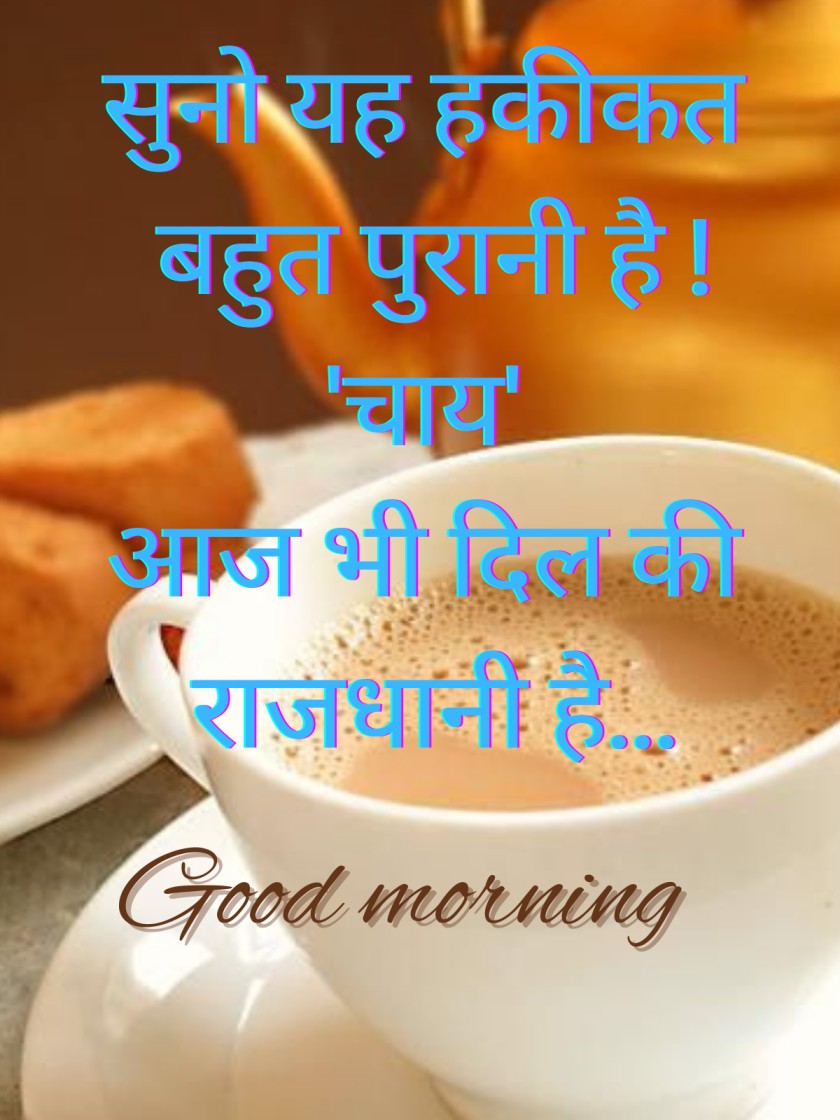 सुनो यह हकीकत
बहुत पुरानी है !
'चाय'
आज भी दिल की
राजधानी है...
Good morning